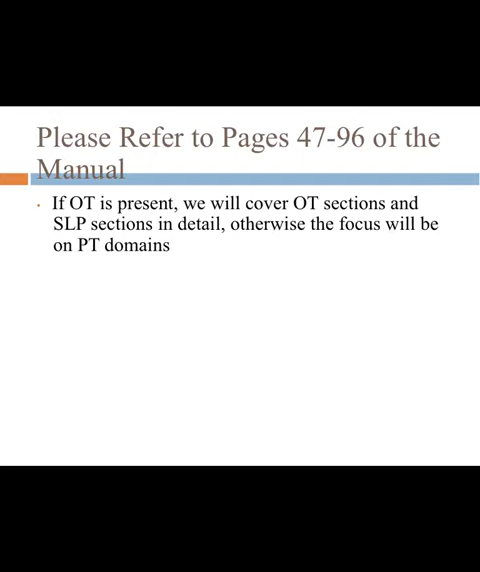 Please Refer to Pages 47-96 of the
Manual
• If OT is present, we will cover OT sections and
SLP sections in detail, otherwise the focus will be
on PT domains